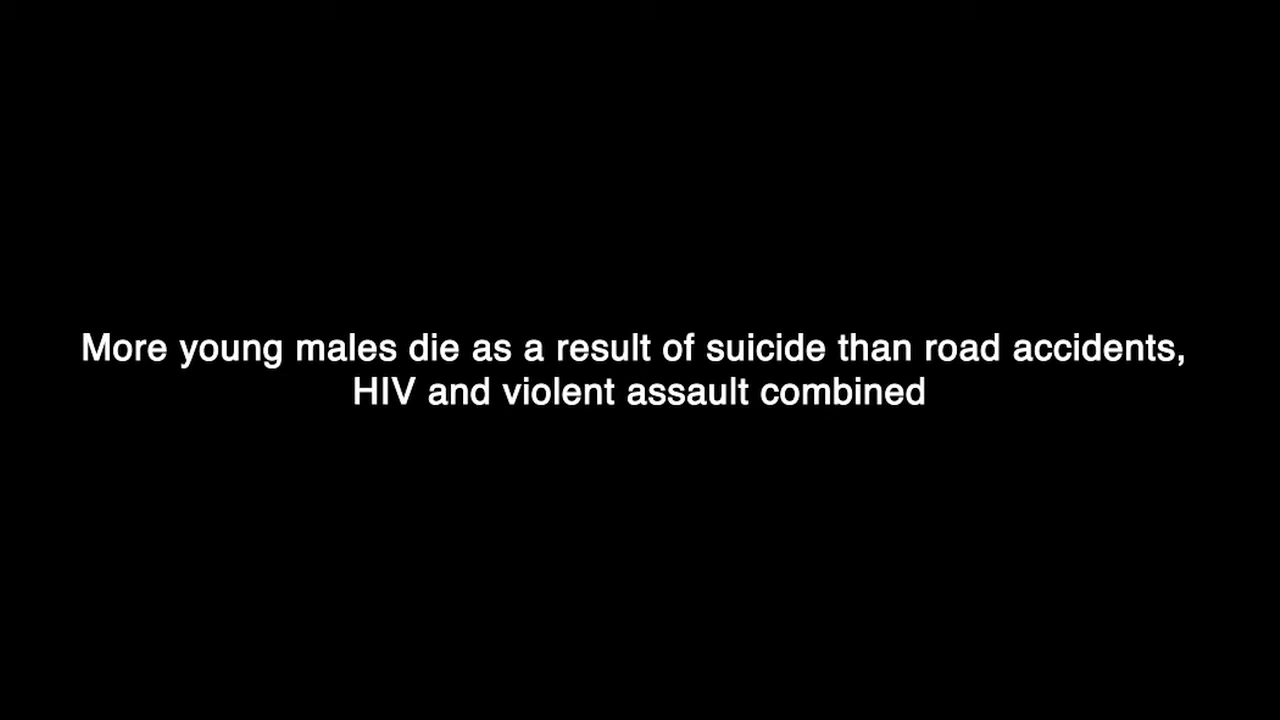 More young males die as a result of suicide than road accidents,
HIV and violent assault combined